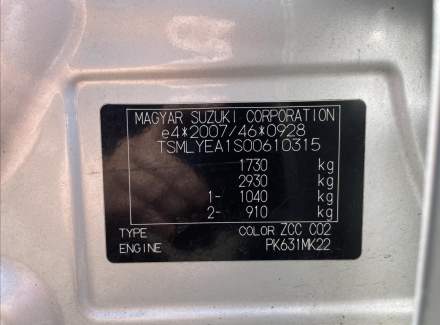 MAGYAR SUZUKI CORPORATION
e4*2007/46*0928
TSMLYEA1S00610315
1730 kg
2930 kg
1- 1040 kg
2- 910 kg
TYPE COLOR ZCC C02
ENGINE PK631MK22